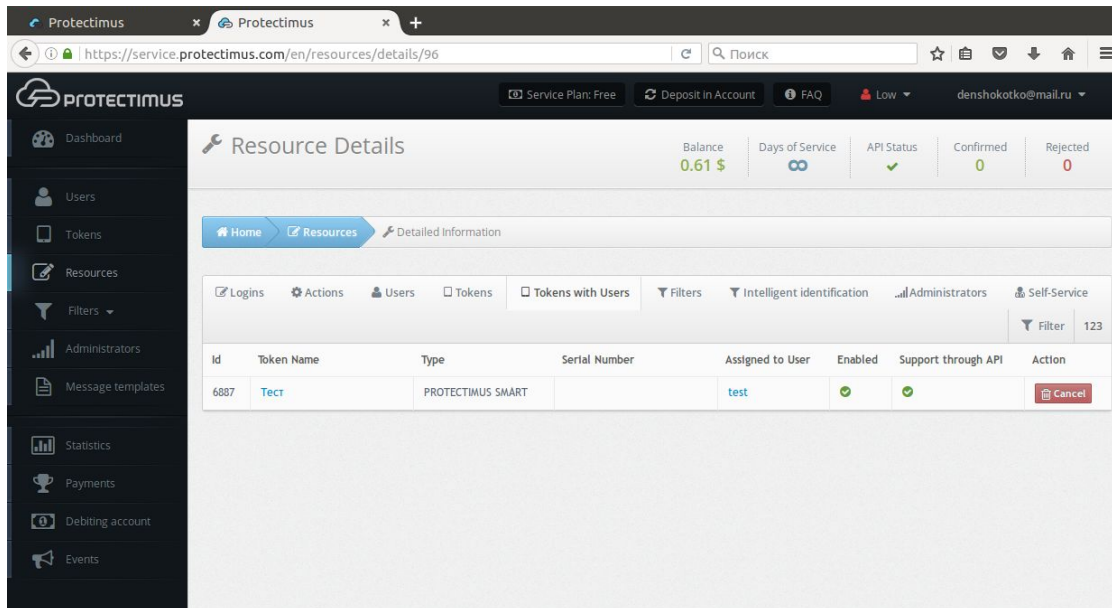 Protectimus Protectimus
https://service.protectimus.com/en/resources/details/96 Поиск
PROTECTIMUS Service Plan: Free Deposit in Account FAQ Low denshokotko@mail.ru
Dashboard
Resource Details
Balance Days of Service API Status Confirmed Rejected
0.61 $ 0 0
Users
Tokens
Home Resources Detailed Information
Resources
Logins Actions Users Tokens Tokens with Users Filters Intelligent identification Administrators Self-Service
Filters
Filter 123
Administrators
Id Token Name Type Serial Number Assigned to User Enabled Support through API Action
Message templates
6887 Тест PROTECTIMUS SMART test Cancel
Statistics
Payments
Debiting account
Events